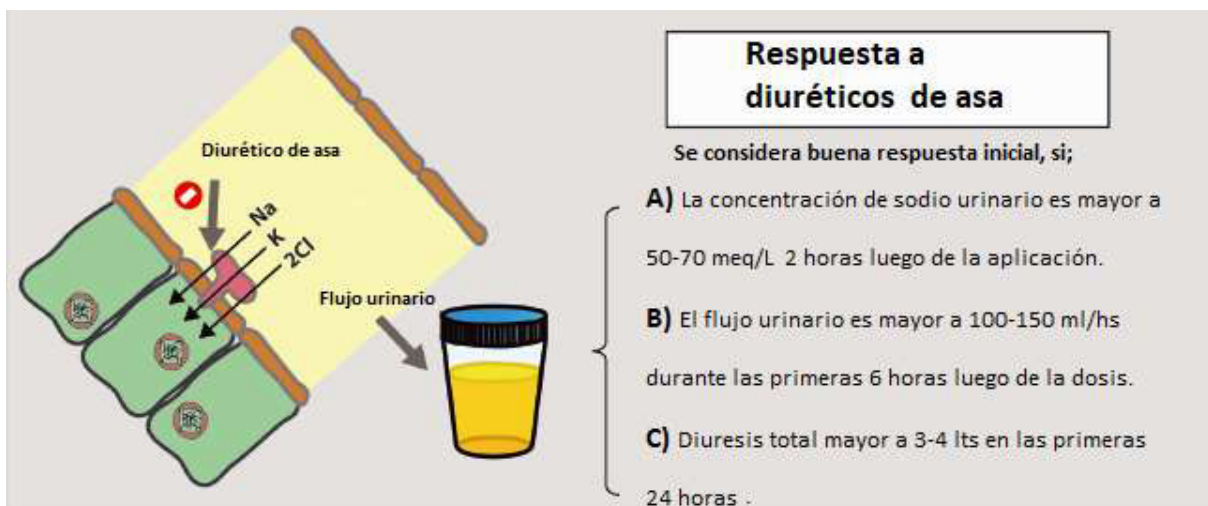 Respuesta a
diuréticos de asa
Se considera buena respuesta inicial, si;
A) La concentración de sodio urinario es mayor a
50-70 meq/L 2 horas luego de la aplicación.
B) El flujo urinario es mayor a 100-150 ml/hs
durante las primeras 6 horas luego de la dosis.
C) Diuresis total mayor a 3-4 lts en las primeras
24 horas .
Diurético de asa
Na
K
2Cl
Flujo urinario